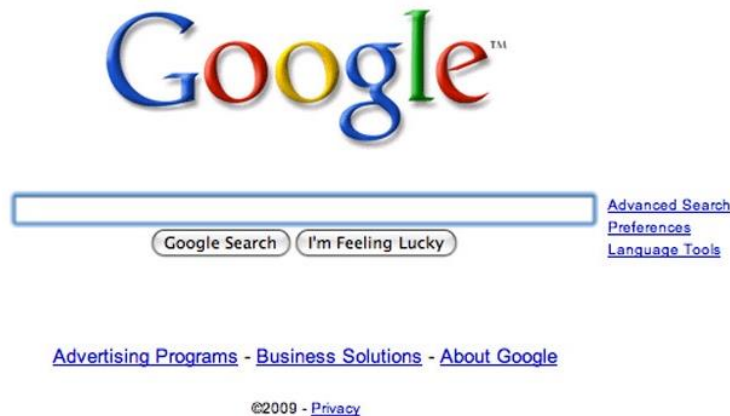 Google™
Advanced Search
Preferences
Language Tools
Google Search I'm Feeling Lucky
Advertising Programs - Business Solutions - About Google
©2009 - Privacy